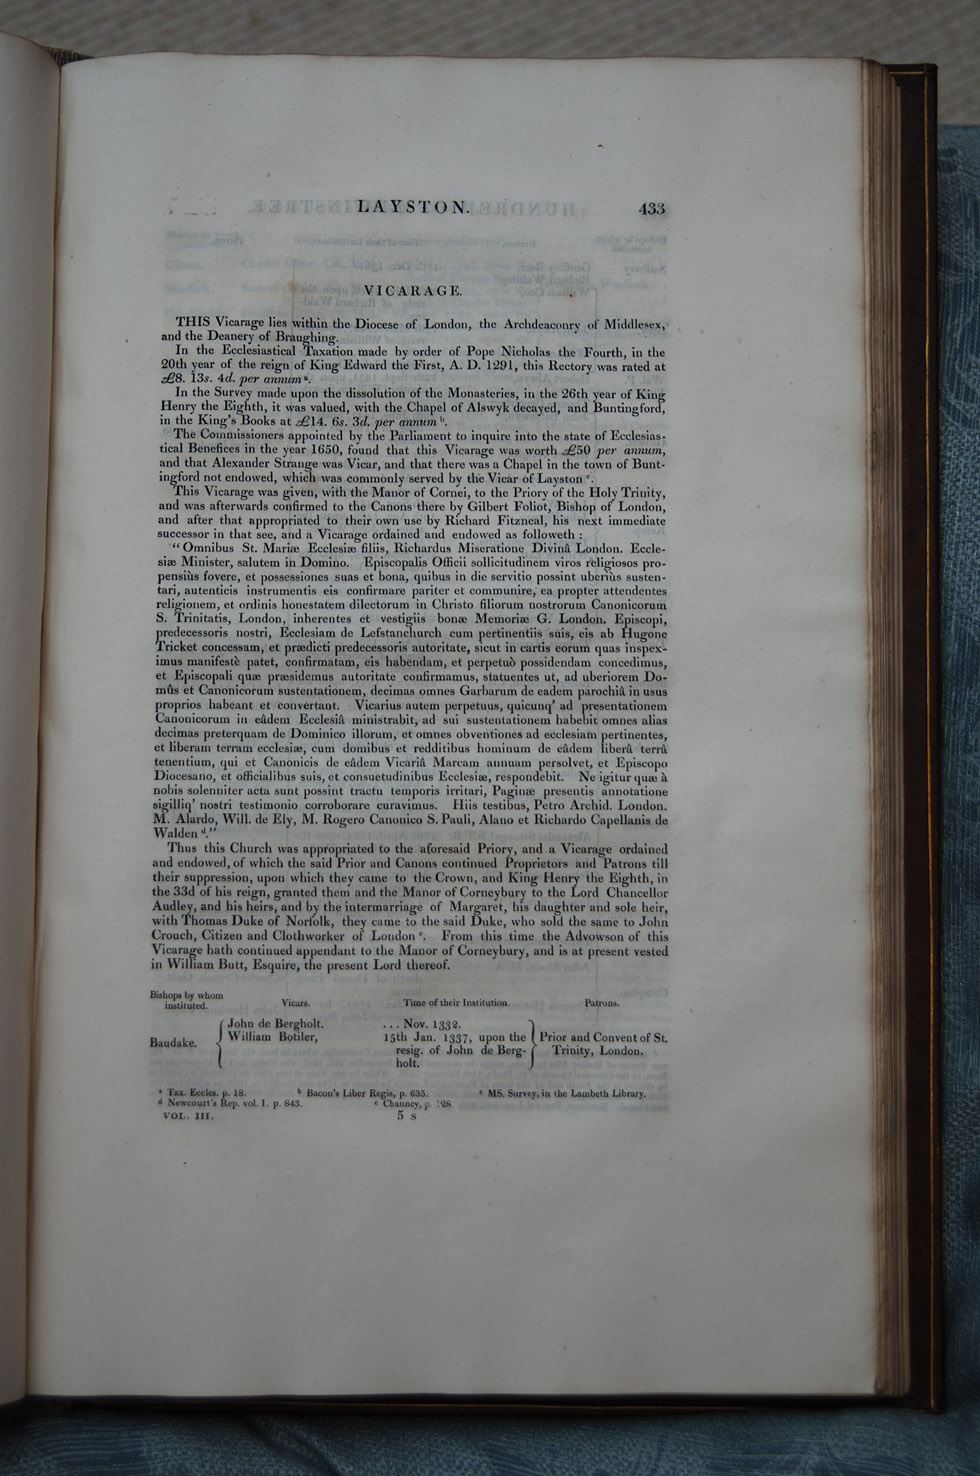 LAYSTON.
433
VICARAGE.
THIS Vicarage lies within the Diocese of London, the Archdeaconry of Middlesex,
and the Deanery of Braughing.
In the Ecclesiastical Taxation made by order of Pope Nicholas the Fourth, in the
20th year of the reign of King Edward the First, A. D. 1291, this Rectory was rated at
£8. 13s. 4d. per annum a.
In the Survey made upon the dissolution of the Monasteries, in the 26th year of King
Henry the Eighth, it was valued, with the Chapel of Alswyk decayed, and Buntingford,
in the King's Books at £14. 6s. 3d. per annum b.
The Commissioners appointed by the Parliament to inquire into the state of Ecclesias-
tical Benefices in the year 1650, found that this Vicarage was worth £50 per annum,
and that Alexander Strange was Vicar, and that there was a Chapel in the town of Bunt-
ingford not endowed, which was commonly served by the Vicar of Layston c.
This Vicarage was given, with the Manor of Cornei, to the Priory of the Holy Trinity,
and was afterwards confirmed to the Canons there by Gilbert Foliot, Bishop of London,
and after that appropriated to their own use by Richard Fitzneal, his next immediate
successor in that see, and a Vicarage ordained and endowed as followeth :
"Omnibus St. Mariæ Ecclesiæ filiis, Richardus Miseratione Divinâ London. Eccle-
siæ Minister, salutem in Domino. Episcopalis Officii sollicitudinem viros religiosos pro-
pensiùs fovere, et possessiones suas et bona, quibus in die servitio possint uberiùs susten-
tari, autenticis instrumentis eis confirmare pariter et communire, ea propter attendentes
religionem, et ordinis honestatem dilectorum in Christo filiorum nostrorum Canonicorum
S. Trinitatis, London, inherentes et vestigiis bonæ Memoriæ G. London. Episcopi,
predecessoris nostri, Ecclesiam de Lefstanchurch cum pertinentiis suis, eis ab Hugone
Tricket concessam, et prædicti predecessoris autoritate, sicut in cartis eorum quas inspex-
imus manifestè patet, confirmatam, eis habendam, et perpetuò possidendam concedimus,
et Episcopali quæ præsidemus autoritate confirmamus, statuentes ut, ad uberiorem Do-
mûs et Canonicorum sustentationem, decimas omnes Garbarum de eadem parochiâ in usus
proprios habeant et convertant. Vicarius autem perpetuus, quicunq' ad presentationem
Canonicorum in eâdem Ecclesiâ ministrabit, ad sui sustentationem habebit omnes alias
decimas preterquam de Dominico illorum, et omnes obventiones ad ecclesiam pertinentes,
et liberam terram ecclesiæ, cum domibus et redditibus hominum de eâdem liberâ terrâ
tenentium, qui et Canonicis de eâdem Vicariâ Marcam annuam persolvet, et Episcopo
Diocesano, et officialibus suis, et consuetudinibus Ecclesiæ, respondebit. Ne igitur quæ à
nobis solenniter acta sunt possint tractu temporis irritari, Paginæ presentis annotatione
sigilliq' nostri testimonio corroborare curavimus. Hiis testibus, Petro Archid. London.
M. Alardo, Will. de Ely, M. Rogero Canonico S. Pauli, Alano et Richardo Capellanis de
Walden d."
Thus this Church was appropriated to the aforesaid Priory, and a Vicarage ordained
and endowed, of which the said Prior and Canons continued Proprietors and Patrons till
their suppression, upon which they came to the Crown, and King Henry the Eighth, in
the 33d of his reign, granted them and the Manor of Corneybury to the Lord Chancellor
Audley, and his heirs, and by the intermarriage of Margaret, his daughter and sole heir,
with Thomas Duke of Norfolk, they came to the said Duke, who sold the same to John
Crouch, Citizen and Clothworker of London e. From this time the Advowson of this
Vicarage hath continued appendant to the Manor of Corneybury, and is at present vested
in William Butt, Esquire, the present Lord thereof.
Bishops by whom instituted. Vicars. Time of their Institution. Patrons.
John de Bergholt. ... Nov. 1332.
Baudake. William Botiler, 15th Jan. 1337, upon the Prior and Convent of St.
resig. of John de Berg- Trinity, London.
holt.
a Tax. Eccles. p. 18. b Bacon's Liber Regis, p. 635. c MS. Survey, in the Lambeth Library.
d Newcourt's Rep. vol. I. p. 843. e Chauncy, p.
VOL. III. 5 S